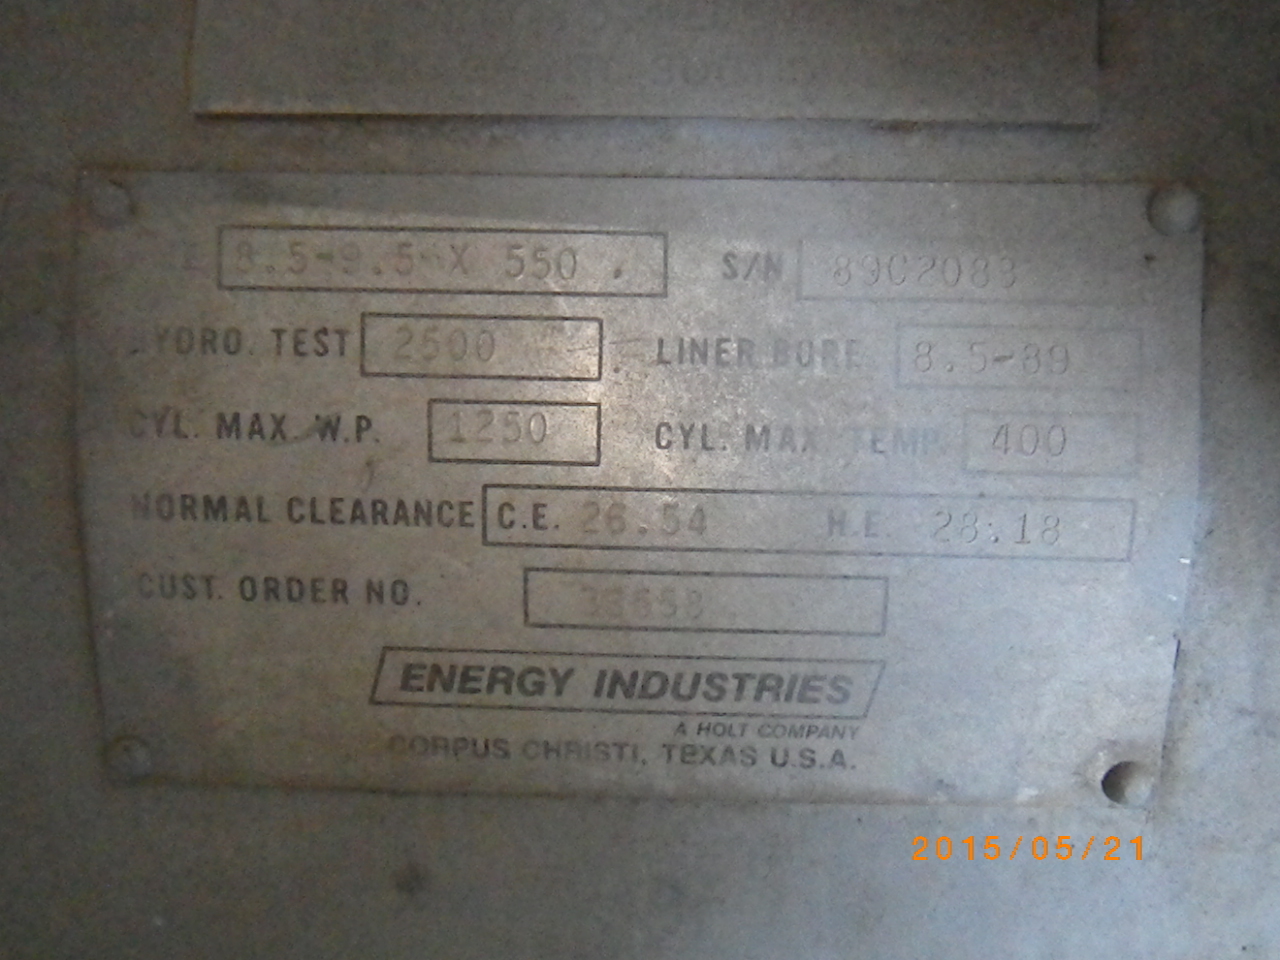 8.5-9.5 X 550 . S/N 89C2083
HYDRO. TEST 2500 LINER BORE 8.5-89
CYL. MAX. W.P. 1250 CYL. MAX. TEMP. 400
NORMAL CLEARANCE C.E. 26.54 H.E. 28.18
CUST. ORDER NO.
ENERGY INDUSTRIES
A HOLT COMPANY
CORPUS CHRISTI, TEXAS U.S.A.
2015/05/21